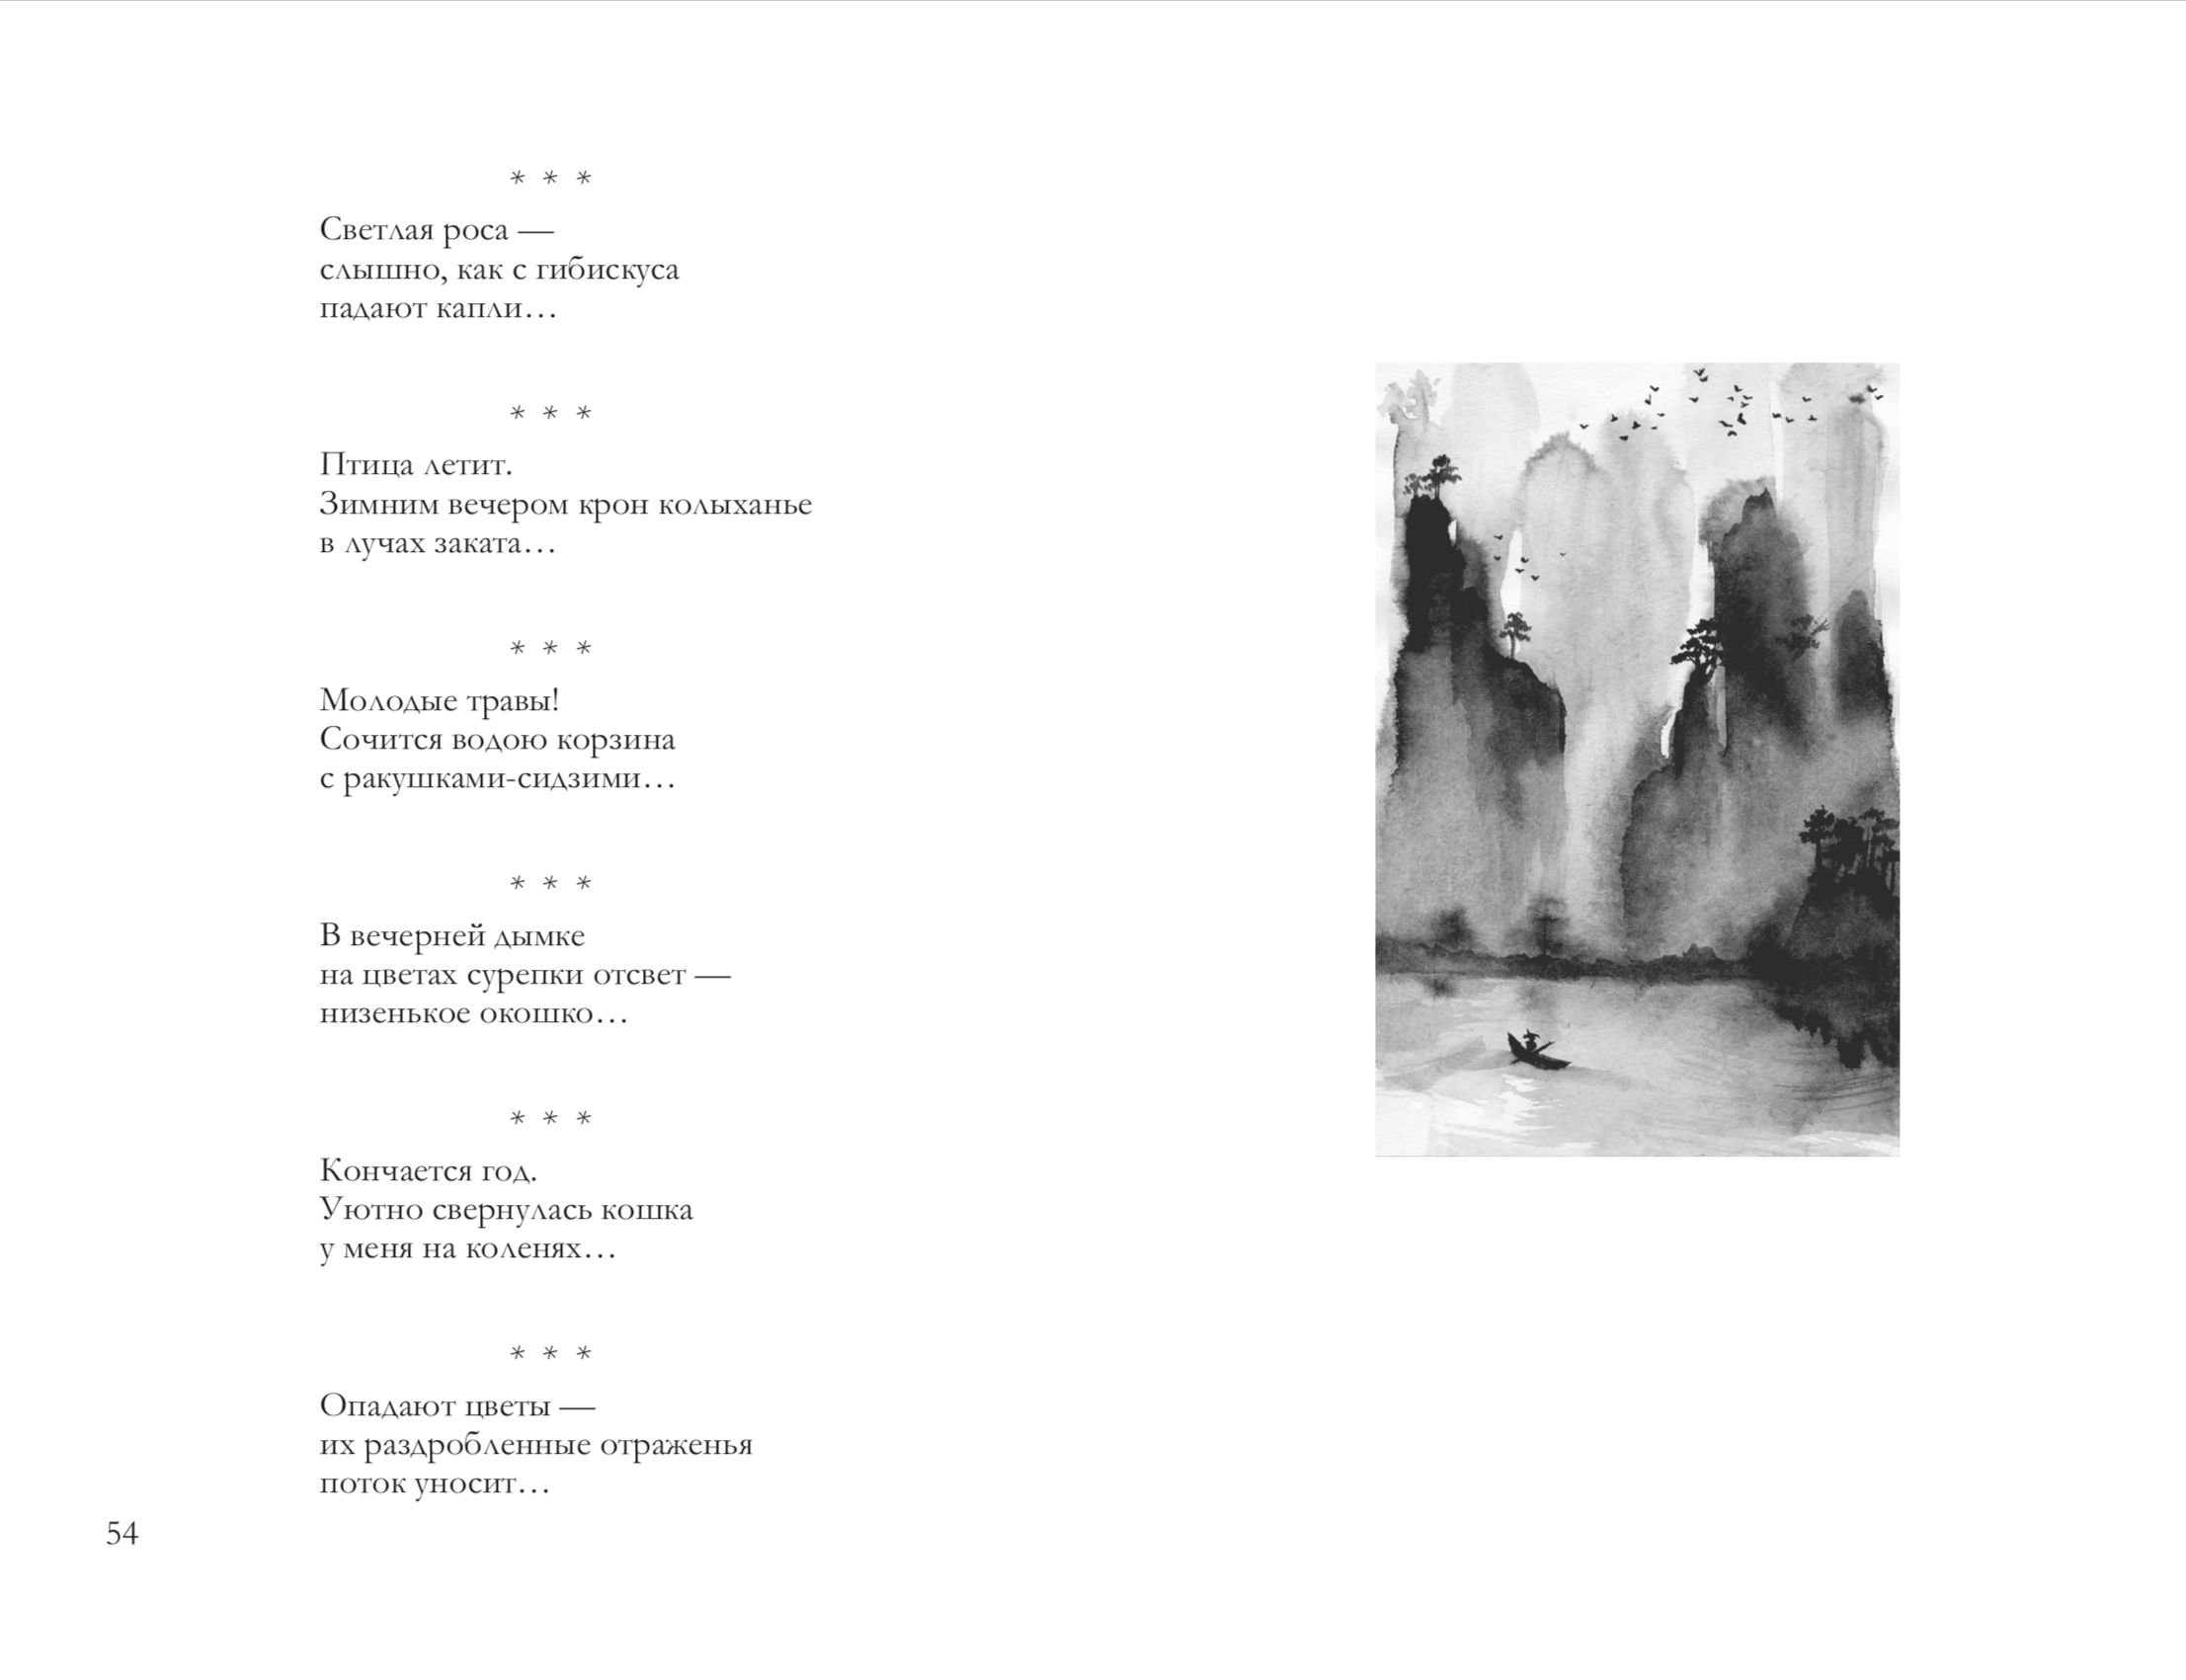 * * *
Светлая роса —
слышно, как с гибискуса
падают капли…
* * *
Птица летит.
Зимним вечером крон колыханье
в лучах заката…
* * *
Молодые травы!
Сочится водою корзина
с ракушками-сидзими…
* * *
В вечерней дымке
на цветах сурепки отсвет —
низенькое окошко…
* * *
Кончается год.
Уютно свернулась кошка
у меня на коленях…
* * *
Опадают цветы —
их раздробленные отраженья
поток уносит…
54